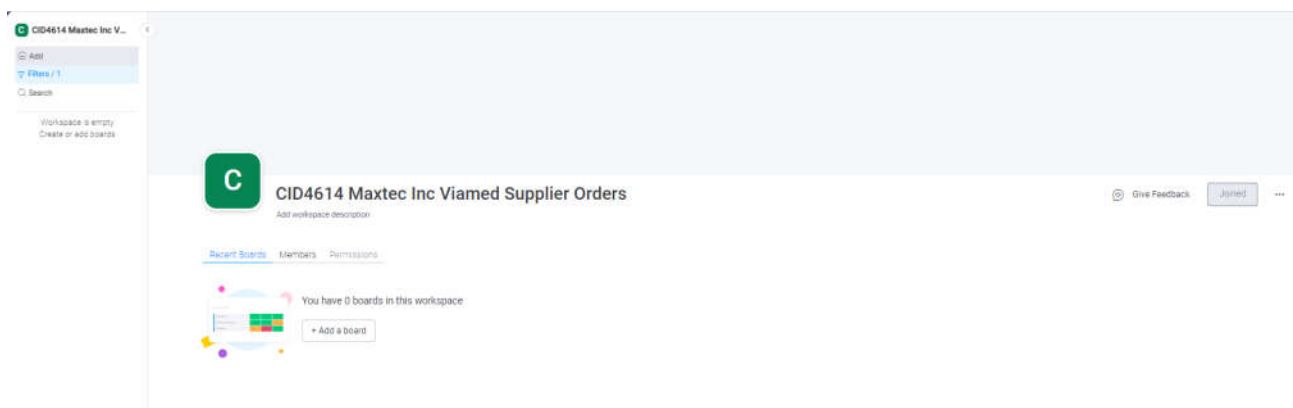 C CID4614 Maxtec Inc V...
Add
Filters / 1
Search
Workspace is empty
Create or add boards
C
CID4614 Maxtec Inc Viamed Supplier Orders
Add workspace description
Give Feedback
Joined
Recent Boards Members Permissions
You have 0 boards in this workspace
+ Add a board